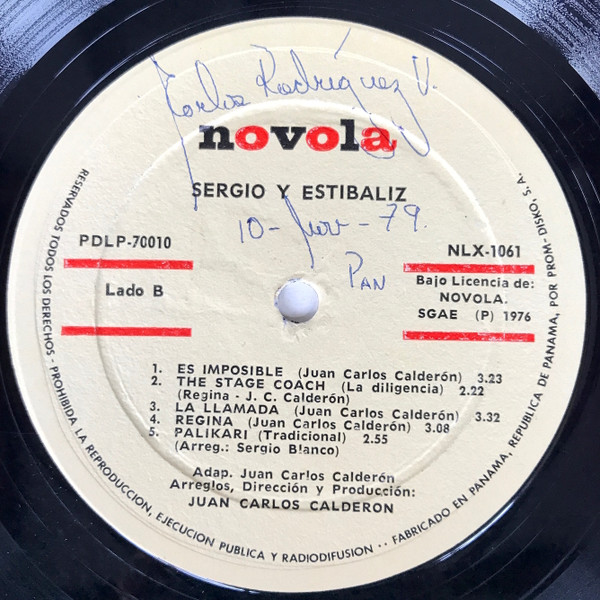 Carlos Rodríguez V.
novola
SERGIO Y ESTIBALIZ
10- - 79.
Pan
PDLP-70010
NLX-1061
Lado B
Bajo Licencia de:
NOVOLA.
SGAE (P) 1976
1. ES IMPOSIBLE (Juan Carlos Calderón) 3.23
2. THE STAGE COACH (La diligencia) 2.22
(Regina - J. C. Calderón)
3. LA LLAMADA (Juan Carlos Calderón) 3.32
4. REGINA (Juan Carlos Calderón) 3.08
5. PALIKARI (Tradicional) 2.55
(Arreg.: Sergio Blanco)
Adap. Juan Carlos Calderón
Arreglos, Dirección y Producción:
JUAN CARLOS CALDERON
RESERVADOS TODOS LOS DERECHOS - PROHIBIDA LA REPRODUCCION, EJECUCION PUBLICA Y RADIODIFUSION . . FABRICADO EN PANAMA, REPUBLICA DE PANAMA, POR PROM- DISKO, S. A.